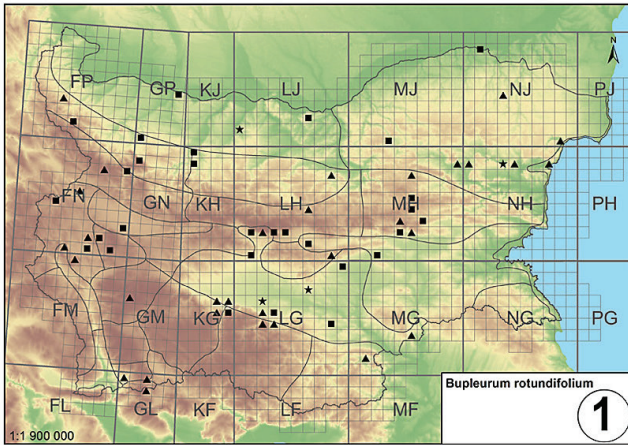 N
FP GP KJ LJ MJ NJ PJ
FN GN KH LH MH NH PH
FM GM KG LG MG NG PG
FL GL KF LF MF
Bupleurum rotundifolium
1
1:1 900 000